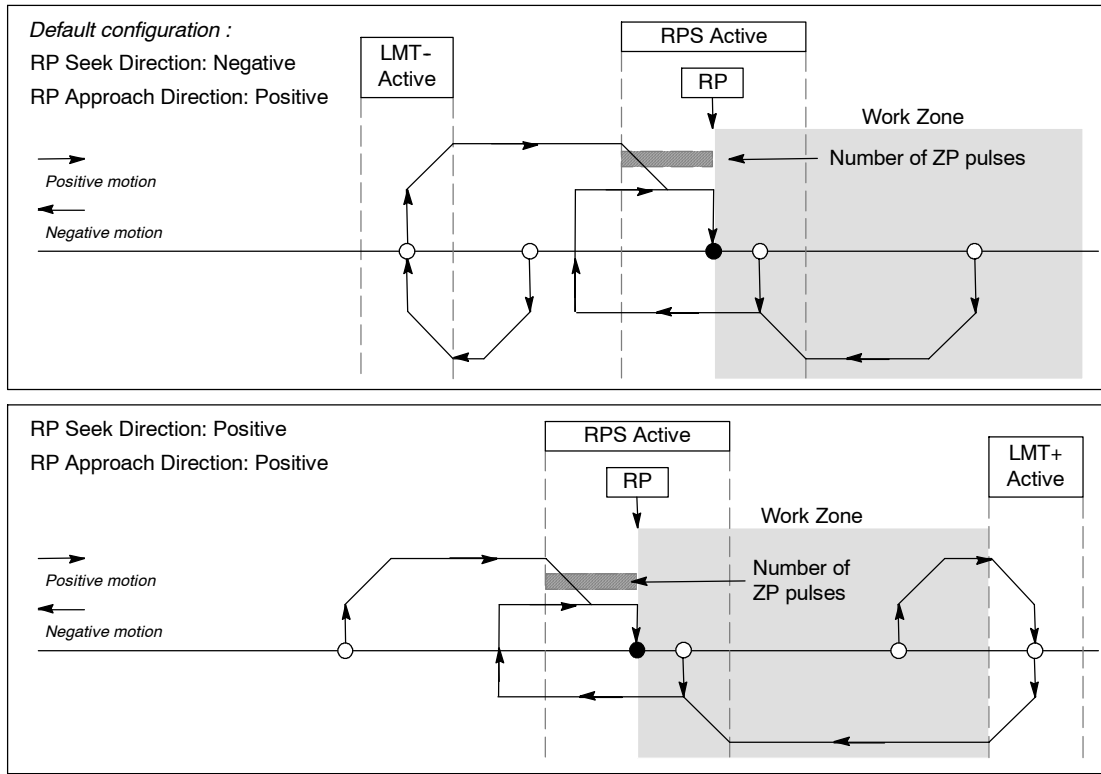 Default configuration :
RP Seek Direction: Negative
RP Approach Direction: Positive
LMT-
Active
RPS Active
RP
Work Zone
Number of ZP pulses
Positive motion
Negative motion
RP Seek Direction: Positive
RP Approach Direction: Positive
RPS Active
LMT+
Active
RP
Work Zone
Number of
ZP pulses
Positive motion
Negative motion